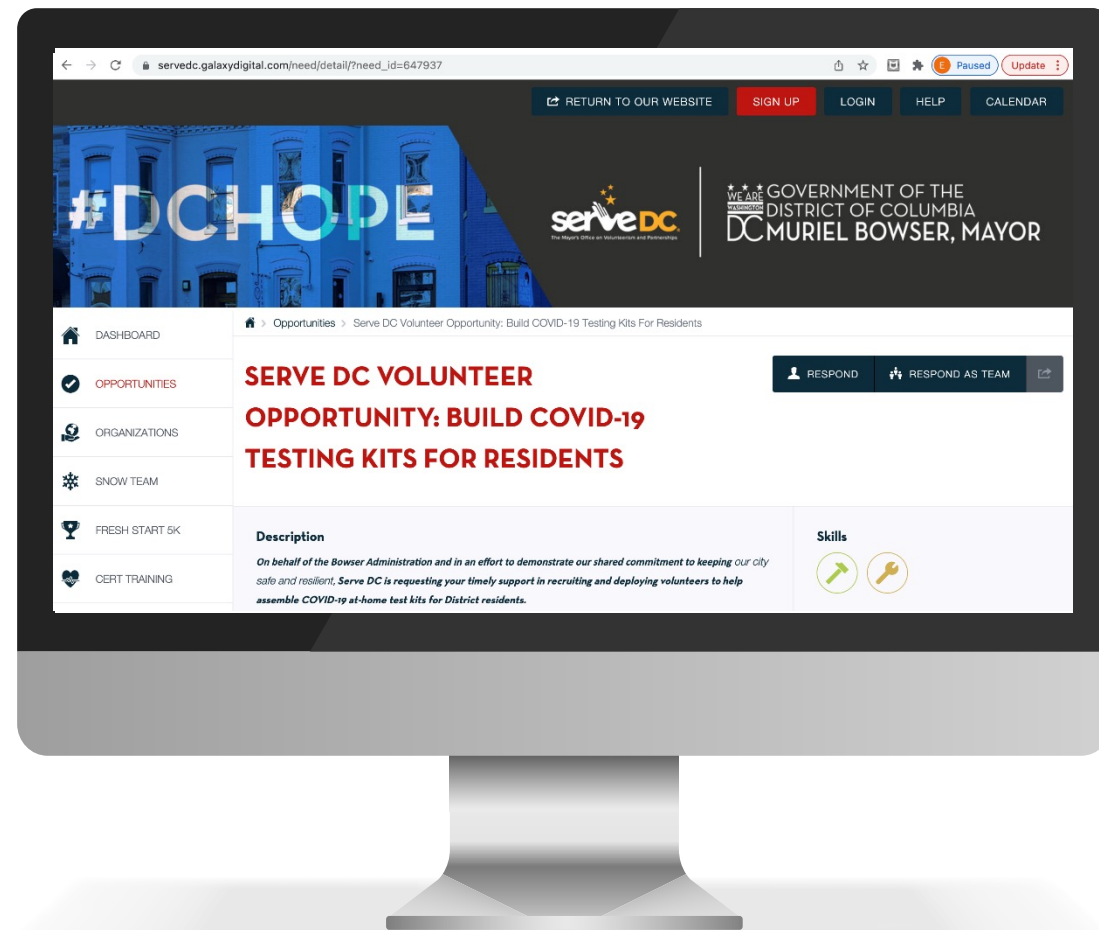 servedc.galaxydigital.com/need/detail/?need_id=647937
E Paused Update
RETURN TO OUR WEBSITE SIGN UP LOGIN HELP CALENDAR
#DCHOPE
serve DC
The Mayor's Office on Volunteerism and Partnerships
WE ARE
WASHINGTON
DC
GOVERNMENT OF THE
DISTRICT OF COLUMBIA
MURIEL BOWSER, MAYOR
DASHBOARD
OPPORTUNITIES
ORGANIZATIONS
SNOW TEAM
FRESH START 5K
CERT TRAINING
> Opportunities > Serve DC Volunteer Opportunity: Build COVID-19 Testing Kits For Residents
SERVE DC VOLUNTEER
OPPORTUNITY: BUILD COVID-19
TESTING KITS FOR RESIDENTS
RESPOND RESPOND AS TEAM
Description
On behalf of the Bowser Administration and in an effort to demonstrate our shared commitment to keeping our city
safe and resilient, Serve DC is requesting your timely support in recruiting and deploying volunteers to help
assemble COVID-19 at-home test kits for District residents.
Skills